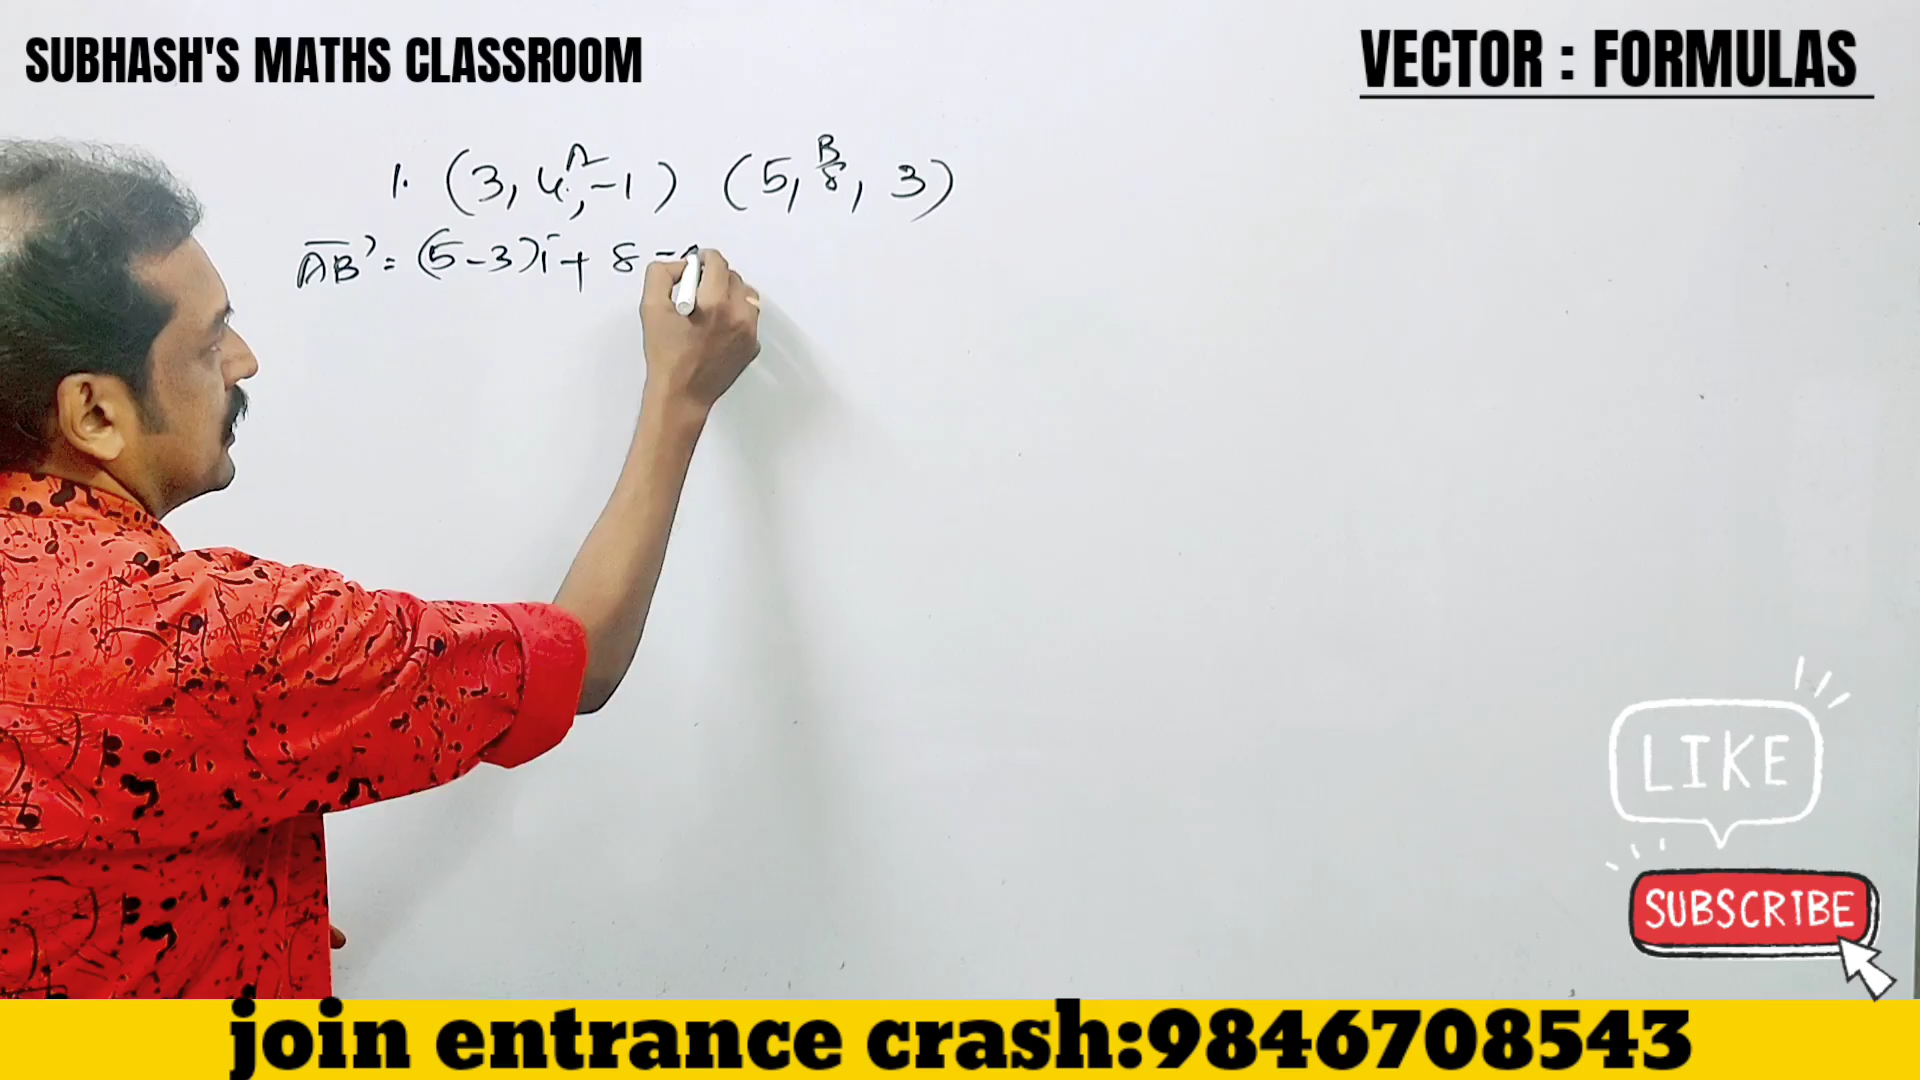 SUBHASH'S MATHS CLASSROOM
VECTOR : FORMULAS
1. (3, 4, -1) (5, 8, 3)
A B
AB = (5-3)i + 8 -
LIKE
SUBSCRIBE
join entrance crash:9846708543